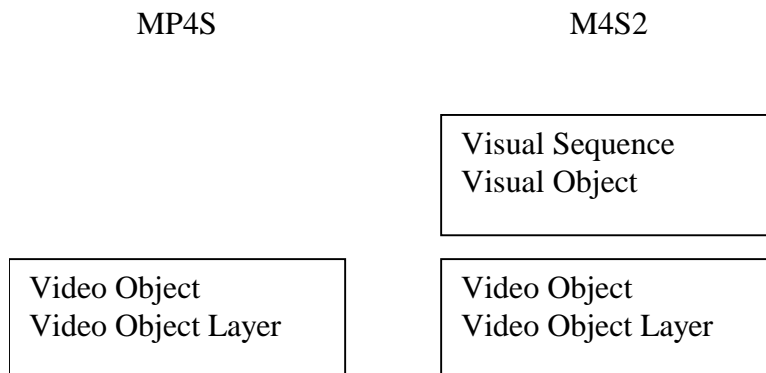 MP4S
M4S2
Visual Sequence
Visual Object
Video Object
Video Object Layer
Video Object
Video Object Layer